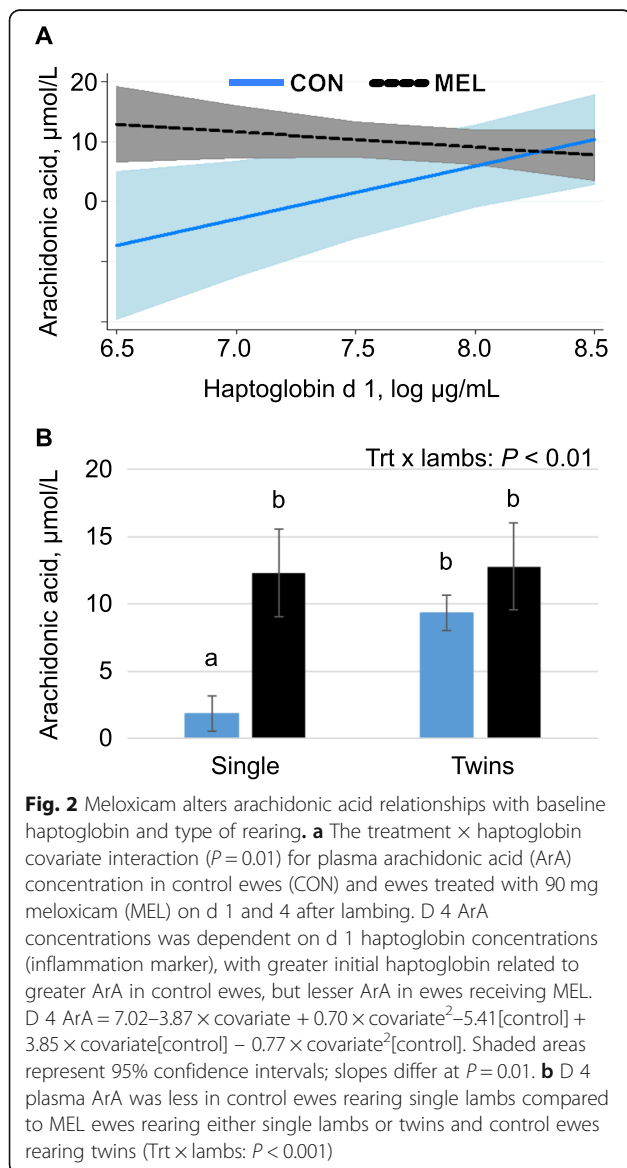 A
CON MEL
20
10
0
Arachidonic acid, µmol/L
6.5 7.0 7.5 8.0 8.5
Haptoglobin d 1, log µg/mL
B
Trt x lambs: P < 0.01
20
15
10
5
0
Arachidonic acid, µmol/L
a b b b
Single Twins
Fig. 2 Meloxicam alters arachidonic acid relationships with baseline
haptoglobin and type of rearing. a The treatment × haptoglobin
covariate interaction (P = 0.01) for plasma arachidonic acid (ArA)
concentration in control ewes (CON) and ewes treated with 90 mg
meloxicam (MEL) on d 1 and 4 after lambing. D 4 ArA
concentrations was dependent on d 1 haptoglobin concentrations
(inflammation marker), with greater initial haptoglobin related to
greater ArA in control ewes, but lesser ArA in ewes receiving MEL.
D 4 ArA = 7.02–3.87 × covariate + 0.70 × covariate²–5.41[control] +
3.85 × covariate[control] − 0.77 × covariate²[control]. Shaded areas
represent 95% confidence intervals; slopes differ at P = 0.01. b D 4
plasma ArA was less in control ewes rearing single lambs compared
to MEL ewes rearing either single lambs or twins and control ewes
rearing twins (Trt × lambs: P < 0.001)